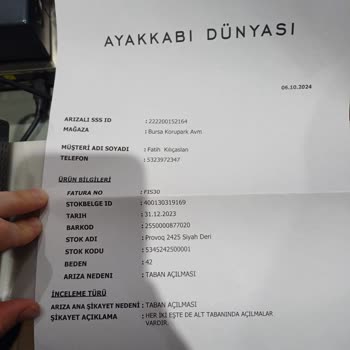 AYAKKABI DÜNYASI
06.10.2024
ARIZALI SSS ID : 222200152164
MAĞAZA : Bursa Korupark Avm
MÜŞTERİ ADI SOYADI : Fatih Kılıçaslan
TELEFON : 5323972347
ÜRÜN BİLGİLERİ
FATURA NO : FIS30
STOKBELGE ID : 400130319169
TARIH : 31.12.2023
BARKOD : 2550000877020
STOK ADI : Provoq 2425 Siyah Deri
STOK KODU : 5345242500001
BEDEN : 42
ARIZA NEDENİ : TABAN AÇILMASI
İNCELEME TÜRÜ
ARIZA ANA ŞİKAYET NEDENİ : TABAN AÇILMASI
ŞİKAYET AÇIKLAMA : HER İKİ EŞTE DE ALT TABANINDA AÇILMALAR
VARDIR.